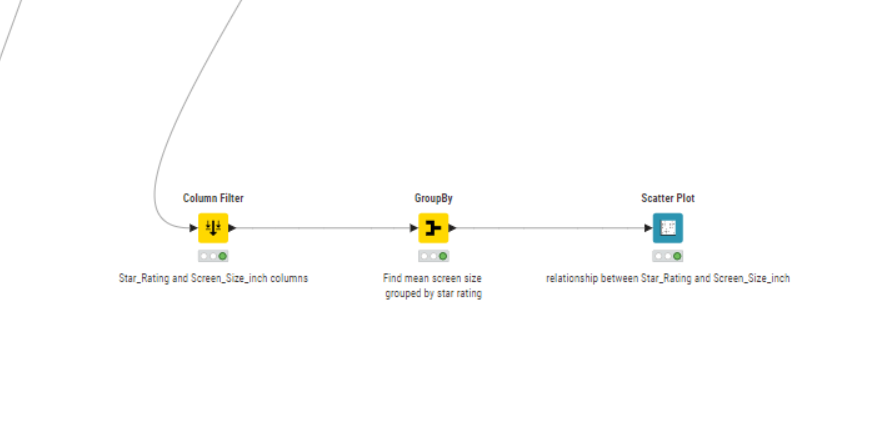 Column Filter
GroupBy
Scatter Plot
Star_Rating and Screen_Size_inch columns
Find mean screen size
grouped by star rating
relationship between Star_Rating and Screen_Size_inch